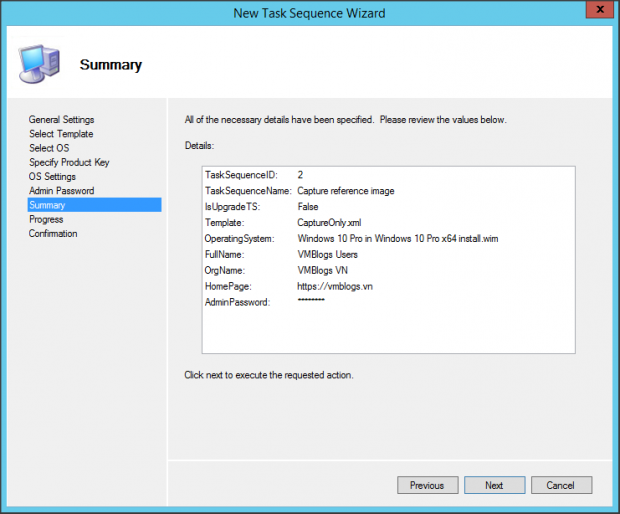 New Task Sequence Wizard
x
Summary
General Settings
Select Template
Select OS
Specify Product Key
OS Settings
Admin Password
Summary
Progress
Confirmation
All of the necessary details have been specified. Please review the values below.
Details:
TaskSequenceID: 2
TaskSequenceName: Capture reference image
IsUpgradeTS: False
Template: CaptureOnly.xml
OperatingSystem: Windows 10 Pro in Windows 10 Pro x64 install.wim
FullName: VMBlogs Users
OrgName: VMBlogs VN
HomePage: https://vmblogs.vn
AdminPassword: ********
Click next to execute the requested action.
Previous Next Cancel